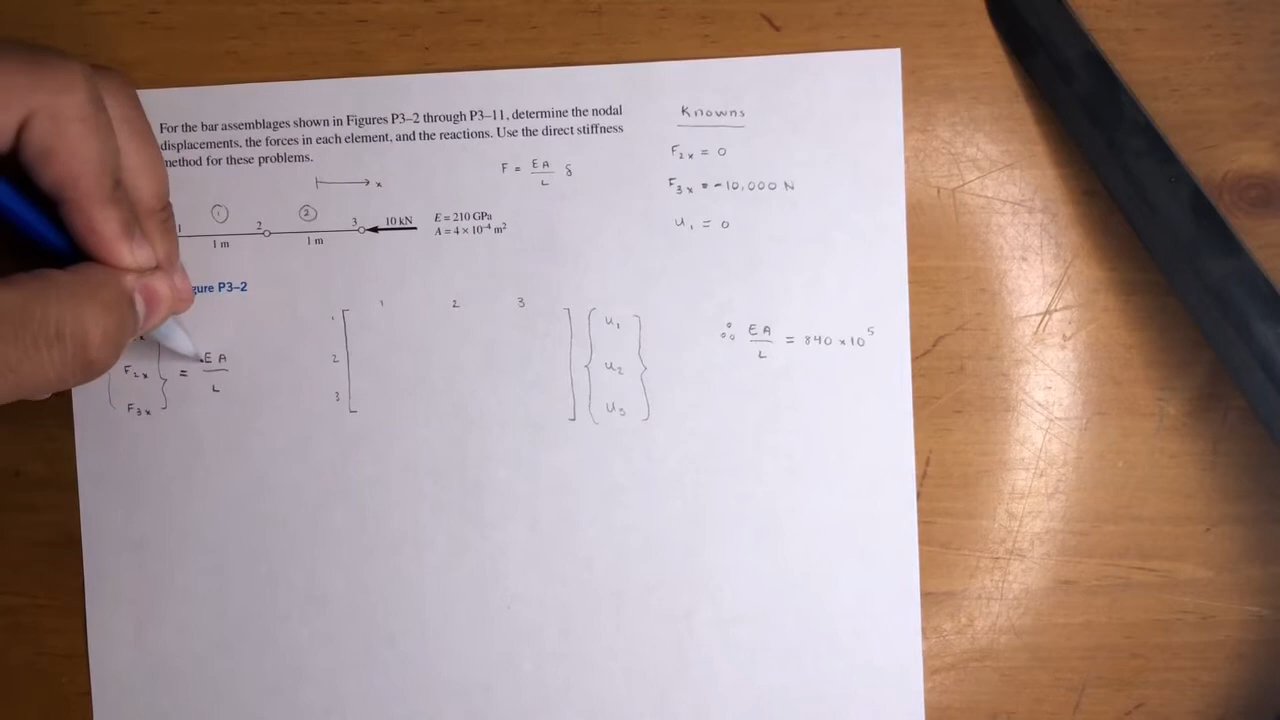 For the bar assemblages shown in Figures P3–2 through P3–11, determine the nodal
displacements, the forces in each element, and the reactions. Use the direct stiffness
method for these problems.
F = EA/L δ
x
1 2
1 2 3 10 kN
1 m 1 m
E = 210 GPa
A = 4 × 10⁻⁴ m²
gure P3–2
Knowns
F2x = 0
F3x = -10,000 N
u1 = 0
1 2 3
1
2
3
F2x
F3x
= EA/L
u1
u2
u3
∴ EA/L = 840 × 10⁵